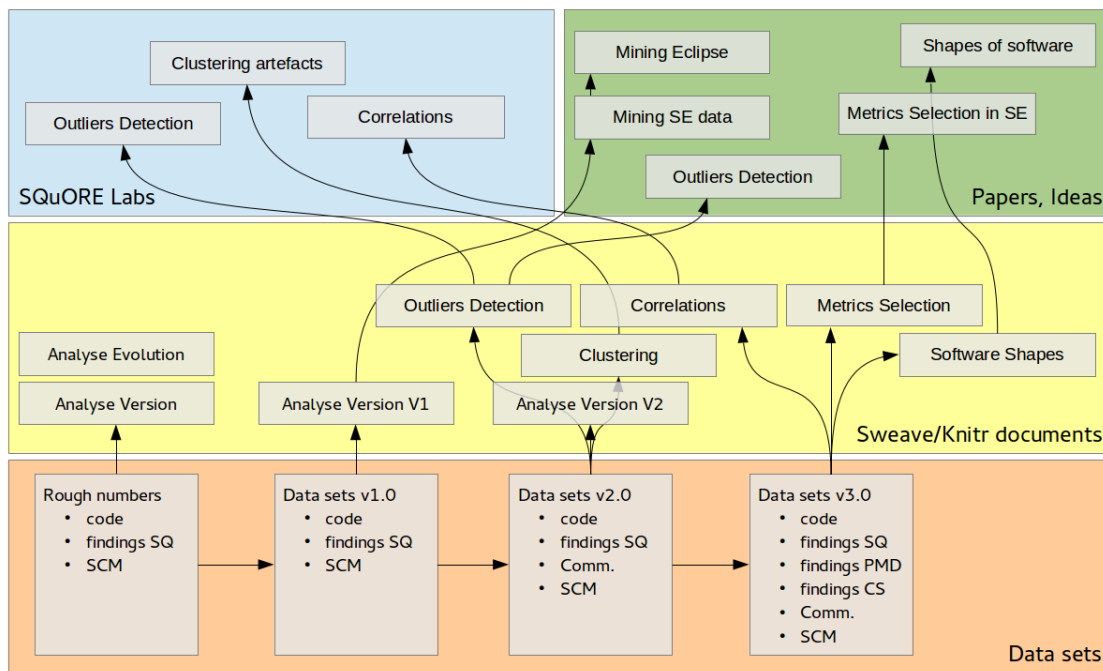 Clustering artefacts
Outliers Detection
Correlations
SQuORE Labs
Mining Eclipse
Shapes of software
Mining SE data
Metrics Selection in SE
Outliers Detection
Papers, Ideas
Outliers Detection
Correlations
Metrics Selection
Analyse Evolution
Clustering
Software Shapes
Analyse Version
Analyse Version V1
Analyse Version V2
Sweave/Knitr documents
Rough numbers
• code
• findings SQ
• SCM
Data sets v1.0
• code
• findings SQ
• SCM
Data sets v2.0
• code
• findings SQ
• Comm.
• SCM
Data sets v3.0
• code
• findings SQ
• findings PMD
• findings CS
• Comm.
• SCM
Data sets